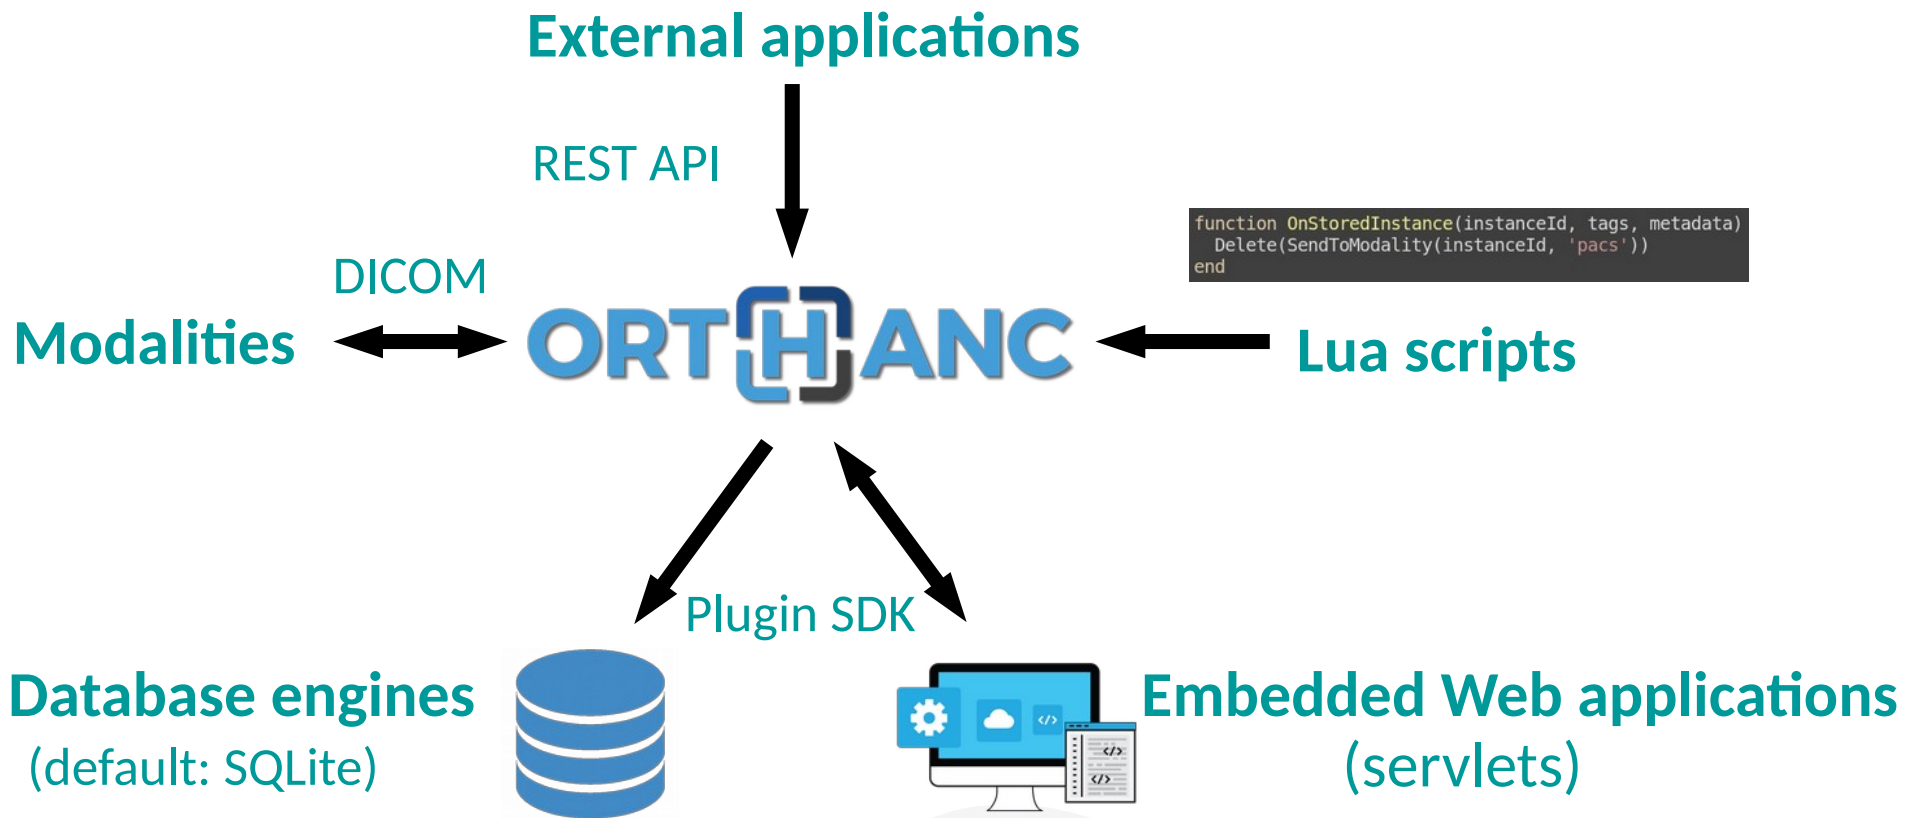 External applications
REST API
function OnStoredInstance(instanceId, tags, metadata)
  Delete(SendToModality(instanceId, 'pacs'))
end
DICOM
Modalities
ORTHANC
Lua scripts
Plugin SDK
Database engines
(default: SQLite)
</>
</>
</>
Embedded Web applications
(servlets)